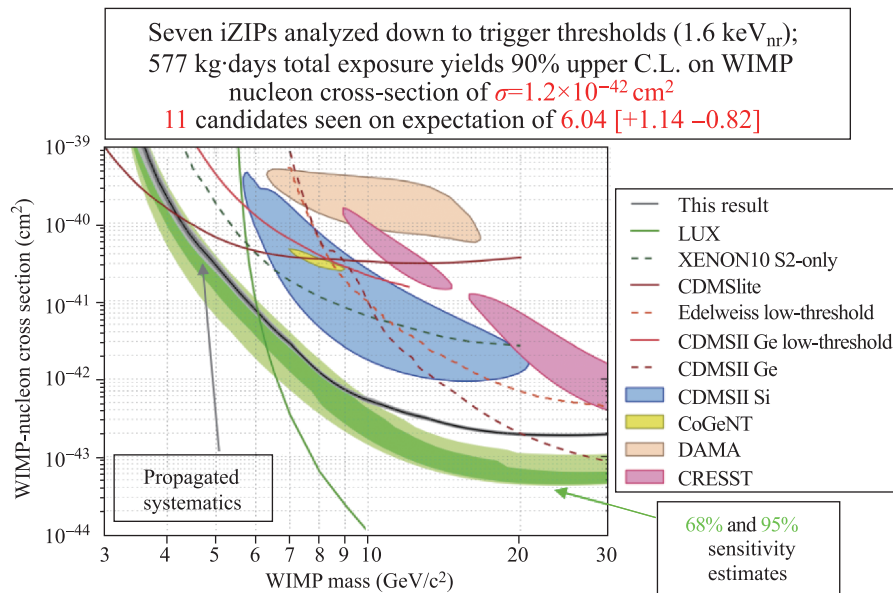 Seven iZIPs analyzed down to trigger thresholds (1.6 keVnr);
577 kg·days total exposure yields 90% upper C.L. on WIMP
nucleon cross-section of σ=1.2×10⁻⁴² cm²
11 candidates seen on expectation of 6.04 [+1.14 −0.82]
WIMP-nucleon cross section (cm²)
10⁻³⁹
10⁻⁴⁰
10⁻⁴¹
10⁻⁴²
10⁻⁴³
10⁻⁴⁴
Propagated
systematics
3 4 5 6 7 8 9 10 20 30
WIMP mass (GeV/c²)
This result
LUX
XENON10 S2-only
CDMSlite
Edelweiss low-threshold
CDMSII Ge low-threshold
CDMSII Ge
CDMSII Si
CoGeNT
DAMA
CRESST
68% and 95%
sensitivity
estimates